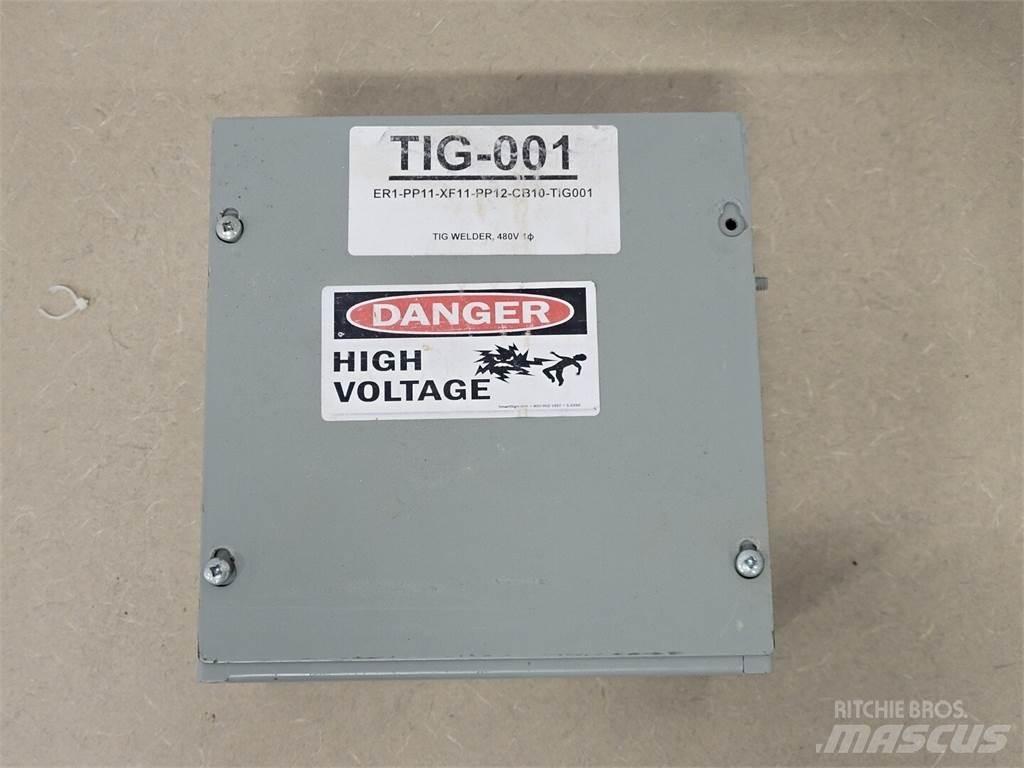 TIG-001
ER1-PP11-XF11-PP12-CB10-TIG001
TIG WELDER, 480V 1ϕ
DANGER
HIGH
VOLTAGE
RITCHIE BROS.
MASCUS